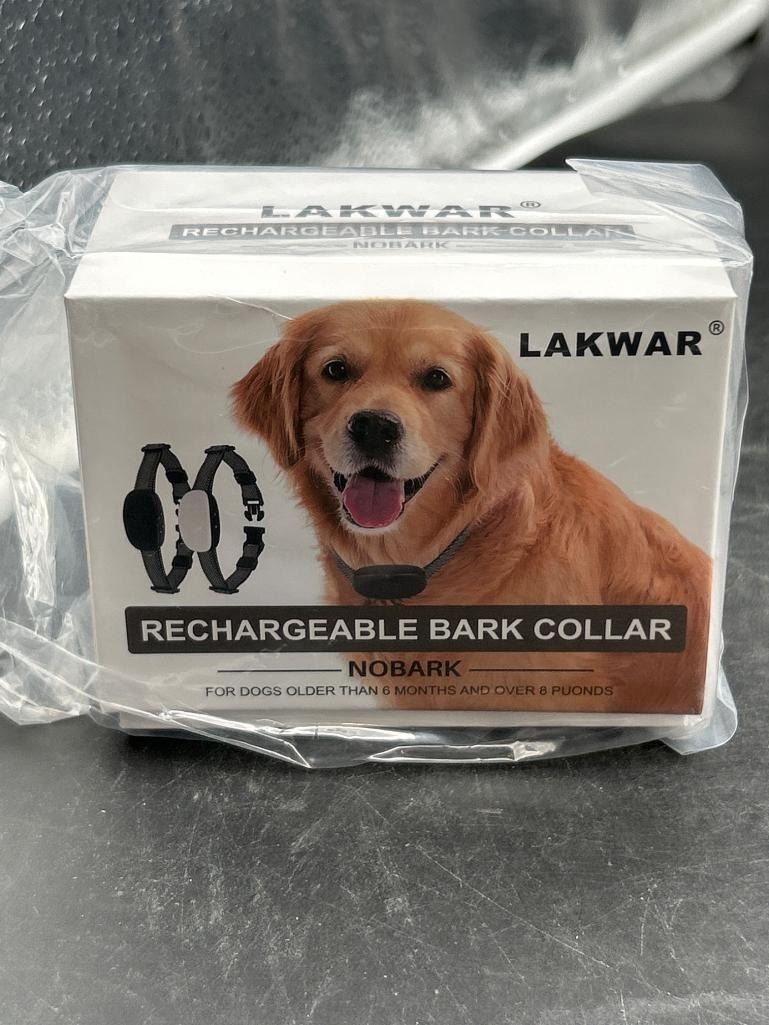 LAKWAR®
RECHARGEABLE BARK COLLAR
NOBARK
LAKWAR®
RECHARGEABLE BARK COLLAR
NOBARK
FOR DOGS OLDER THAN 6 MONTHS AND OVER 8 PUONDS